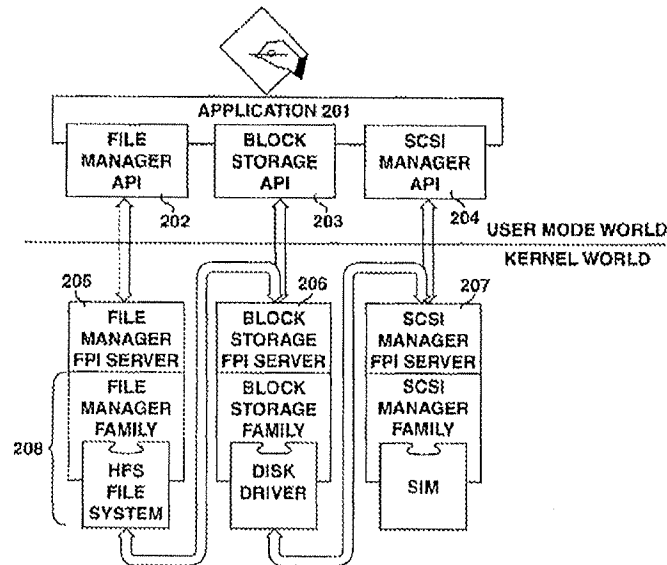 APPLICATION 201
FILE
MANAGER
API
202
BLOCK
STORAGE
API
203
SCSI
MANAGER
API
204
USER MODE WORLD
KERNEL WORLD
205
FILE
MANAGER
FPI SERVER
206
BLOCK
STORAGE
FPI SERVER
207
SCSI
MANAGER
FPI SERVER
208
FILE
MANAGER
FAMILY
HFS
FILE
SYSTEM
BLOCK
STORAGE
FAMILY
DISK
DRIVER
SCSI
MANAGER
FAMILY
SIM